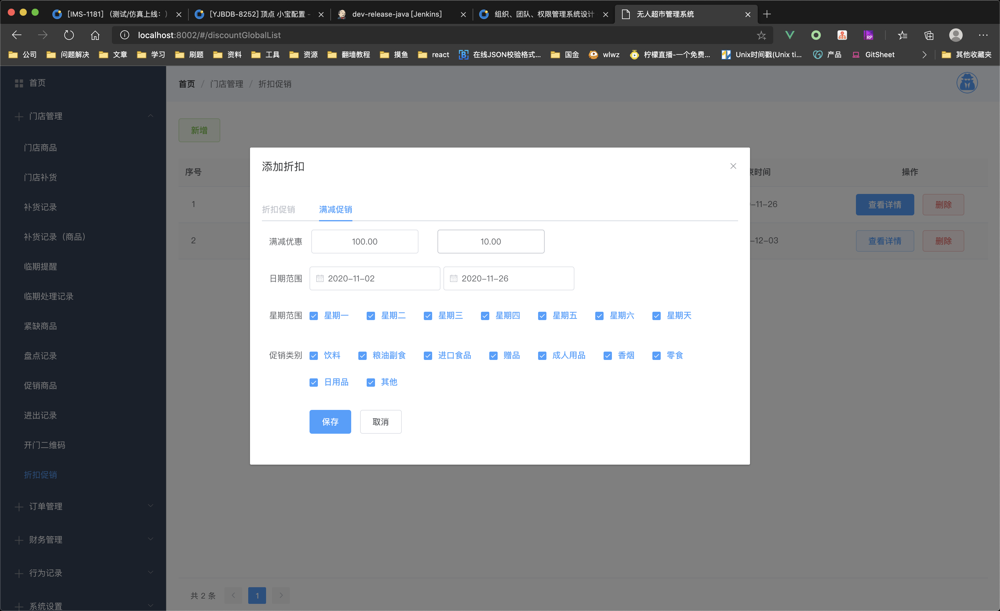 [IMS-1181] （测试/仿真上线：）
[YJBDB-8252] 顶点 小宝配置 -
dev-release-java [Jenkins]
组织、团队、权限管理系统设计
无人超市管理系统
localhost:8002/#/discountGlobalList
RP
公司 问题解决 文章 学习 刷题 资料 工具 资源 翻墙教程 摸鱼 react 在线JSON校验格式... 国金 wlwz 柠檬直播-一个免费... Unix时间戳(Unix ti... 产品 GitSheet 其他收藏夹
首页
门店管理
门店商品
门店补货
补货记录
补货记录（商品）
临期提醒
临期处理记录
紧缺商品
盘点记录
促销商品
进出记录
开门二维码
折扣促销
订单管理
财务管理
行为记录
系统设置
首页 / 门店管理 / 折扣促销
新增
序号 束时间 操作
1 -11-26 查看详情 删除
2 -12-03 查看详情 删除
添加折扣
折扣促销 满减促销
满减优惠 100.00 10.00
日期范围 2020-11-02 2020-11-26
星期范围 星期一 星期二 星期三 星期四 星期五 星期六 星期天
促销类别 饮料 粮油副食 进口食品 赠品 成人用品 香烟 零食
日用品 其他
保存 取消
共 2 条 1